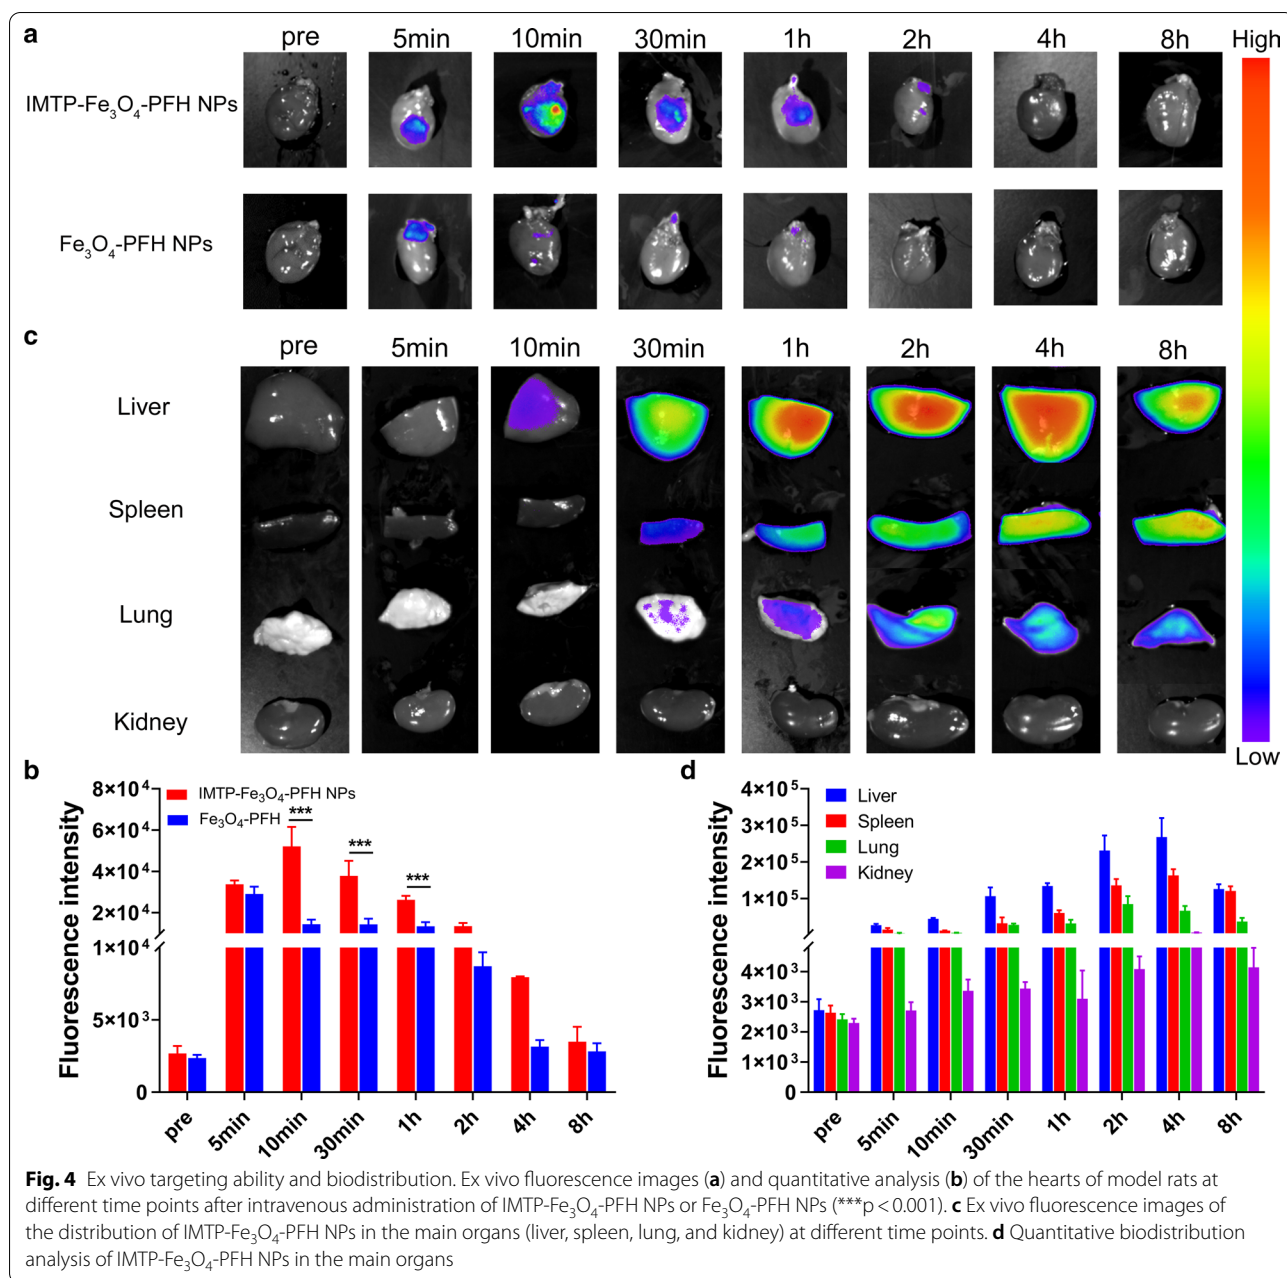 a
pre 5min 10min 30min 1h 2h 4h 8h High
IMTP-Fe₃O₄-PFH NPs
Fe₃O₄-PFH NPs
c
pre 5min 10min 30min 1h 2h 4h 8h
Liver
Spleen
Lung
Kidney
Low
b
Fluorescence intensity
8×10⁴
6×10⁴
4×10⁴
2×10⁴
1×10⁴
5×10³
0
IMTP-Fe₃O₄-PFH NPs
Fe₃O₄-PFH
***
***
***
pre 5min 10min 30min 1h 2h 4h 8h
d
Fluorescence intensity
4×10⁵
3×10⁵
2×10⁵
1×10⁵
4×10³
3×10³
2×10³
1×10³
0
Liver
Spleen
Lung
Kidney
pre 5min 10min 30min 1h 2h 4h 8h
Fig. 4 Ex vivo targeting ability and biodistribution. Ex vivo fluorescence images (a) and quantitative analysis (b) of the hearts of model rats at
different time points after intravenous administration of IMTP-Fe₃O₄-PFH NPs or Fe₃O₄-PFH NPs (***p < 0.001). c Ex vivo fluorescence images of
the distribution of IMTP-Fe₃O₄-PFH NPs in the main organs (liver, spleen, lung, and kidney) at different time points. d Quantitative biodistribution
analysis of IMTP-Fe₃O₄-PFH NPs in the main organs